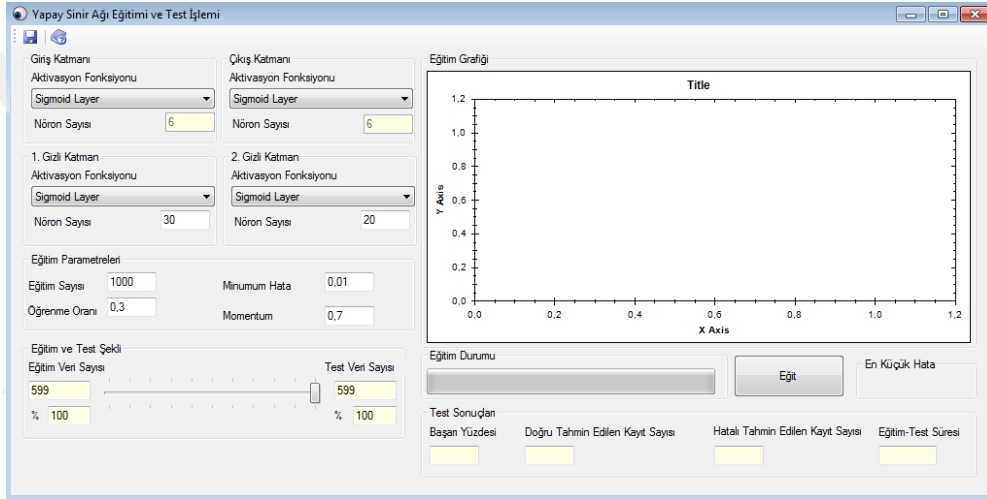 Yapay Sinir Ağı Eğitimi ve Test İşlemi
Giriş Katmanı
Aktivasyon Fonksiyonu
Sigmoid Layer
Nöron Sayısı 6
Çıkış Katmanı
Aktivasyon Fonksiyonu
Sigmoid Layer
Nöron Sayısı 6
1. Gizli Katman
Aktivasyon Fonksiyonu
Sigmoid Layer
Nöron Sayısı 30
2. Gizli Katman
Aktivasyon Fonksiyonu
Sigmoid Layer
Nöron Sayısı 20
Eğitim Parametreleri
Eğitim Sayısı 1000 Minumum Hata 0,01
Öğrenme Oranı 0,3 Momentum 0,7
Eğitim ve Test Şekli
Eğitim Veri Sayısı Test Veri Sayısı
599 599
% 100 % 100
Eğitim Grafiği
Title
1,2
1,0
0,8
0,6
0,4
0,2
0,0
Y Axis
0,0 0,2 0,4 0,6 0,8 1,0 1,2
X Axis
Eğitim Durumu
Eğit
En Küçük Hata
Test Sonuçları
Başarı Yüzdesi Doğru Tahmin Edilen Kayıt Sayısı Hatalı Tahmin Edilen Kayıt Sayısı Eğitim-Test Süresi